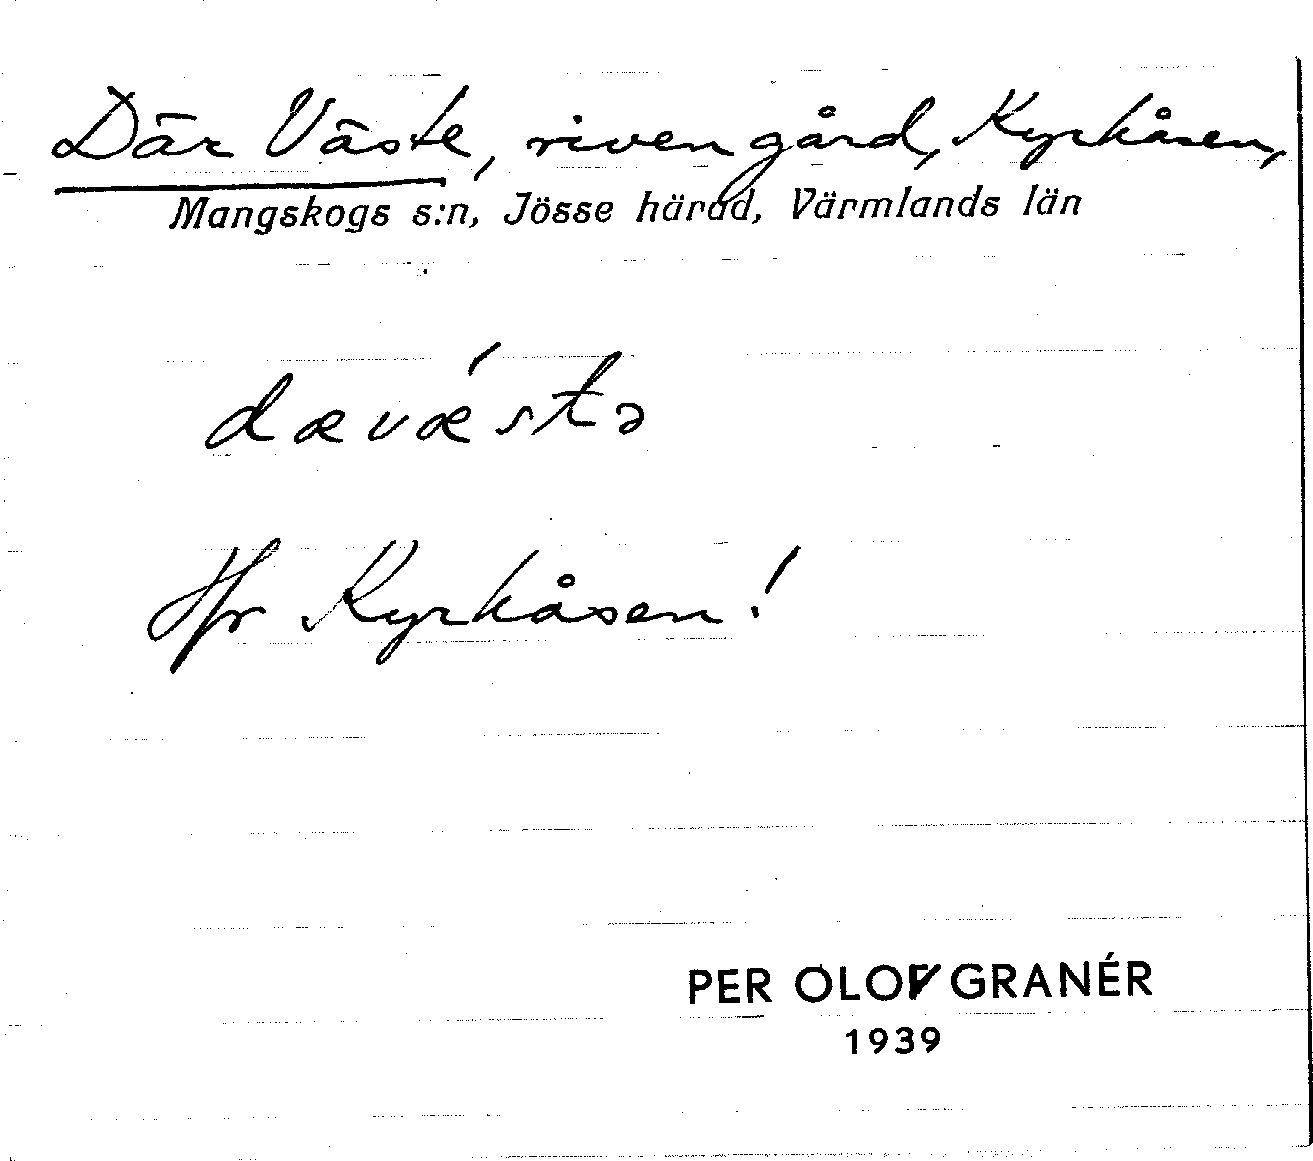 Där Väste, riven gård, Kyrkåsen,
Mangskogs s:n, Jösse härad, Värmlands län
dævǽstə
Jfr Kyrkåsen!
PER OLOF GRANÉR
1939